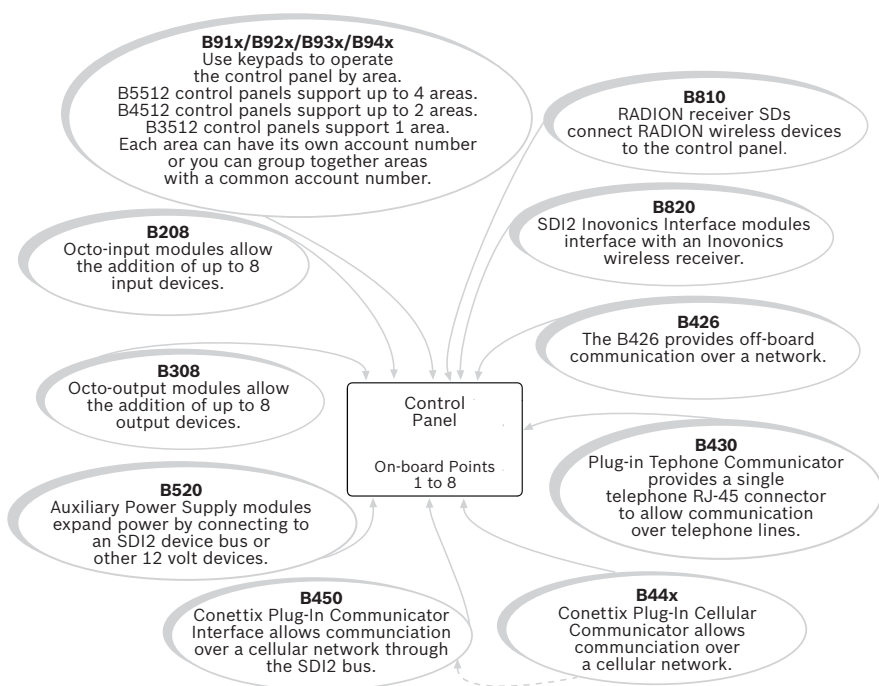 B91x/B92x/B93x/B94x
Use keypads to operate
the control panel by area.
B5512 control panels support up to 4 areas.
B4512 control panels support up to 2 areas.
B3512 control panels support 1 area.
Each area can have its own account number
or you can group together areas
with a common account number.
B810
RADION receiver SDs
connect RADION wireless devices
to the control panel.
B208
Octo-input modules allow
the addition of up to 8
input devices.
B820
SDI2 Inovonics Interface modules
interface with an Inovonics
wireless receiver.
B426
The B426 provides off-board
communication over a network.
B308
Octo-output modules allow
the addition of up to 8
output devices.
Control
Panel
On-board Points
1 to 8
B430
Plug-in Tephone Communicator
provides a single
telephone RJ-45 connector
to allow communication
over telephone lines.
B520
Auxiliary Power Supply modules
expand power by connecting to
an SDI2 device bus or
other 12 volt devices.
B450
Conettix Plug-In Communicator
Interface allows communciation
over a cellular network through
the SDI2 bus.
B44x
Conettix Plug-In Cellular
Communicator allows
communciation over
a cellular network.